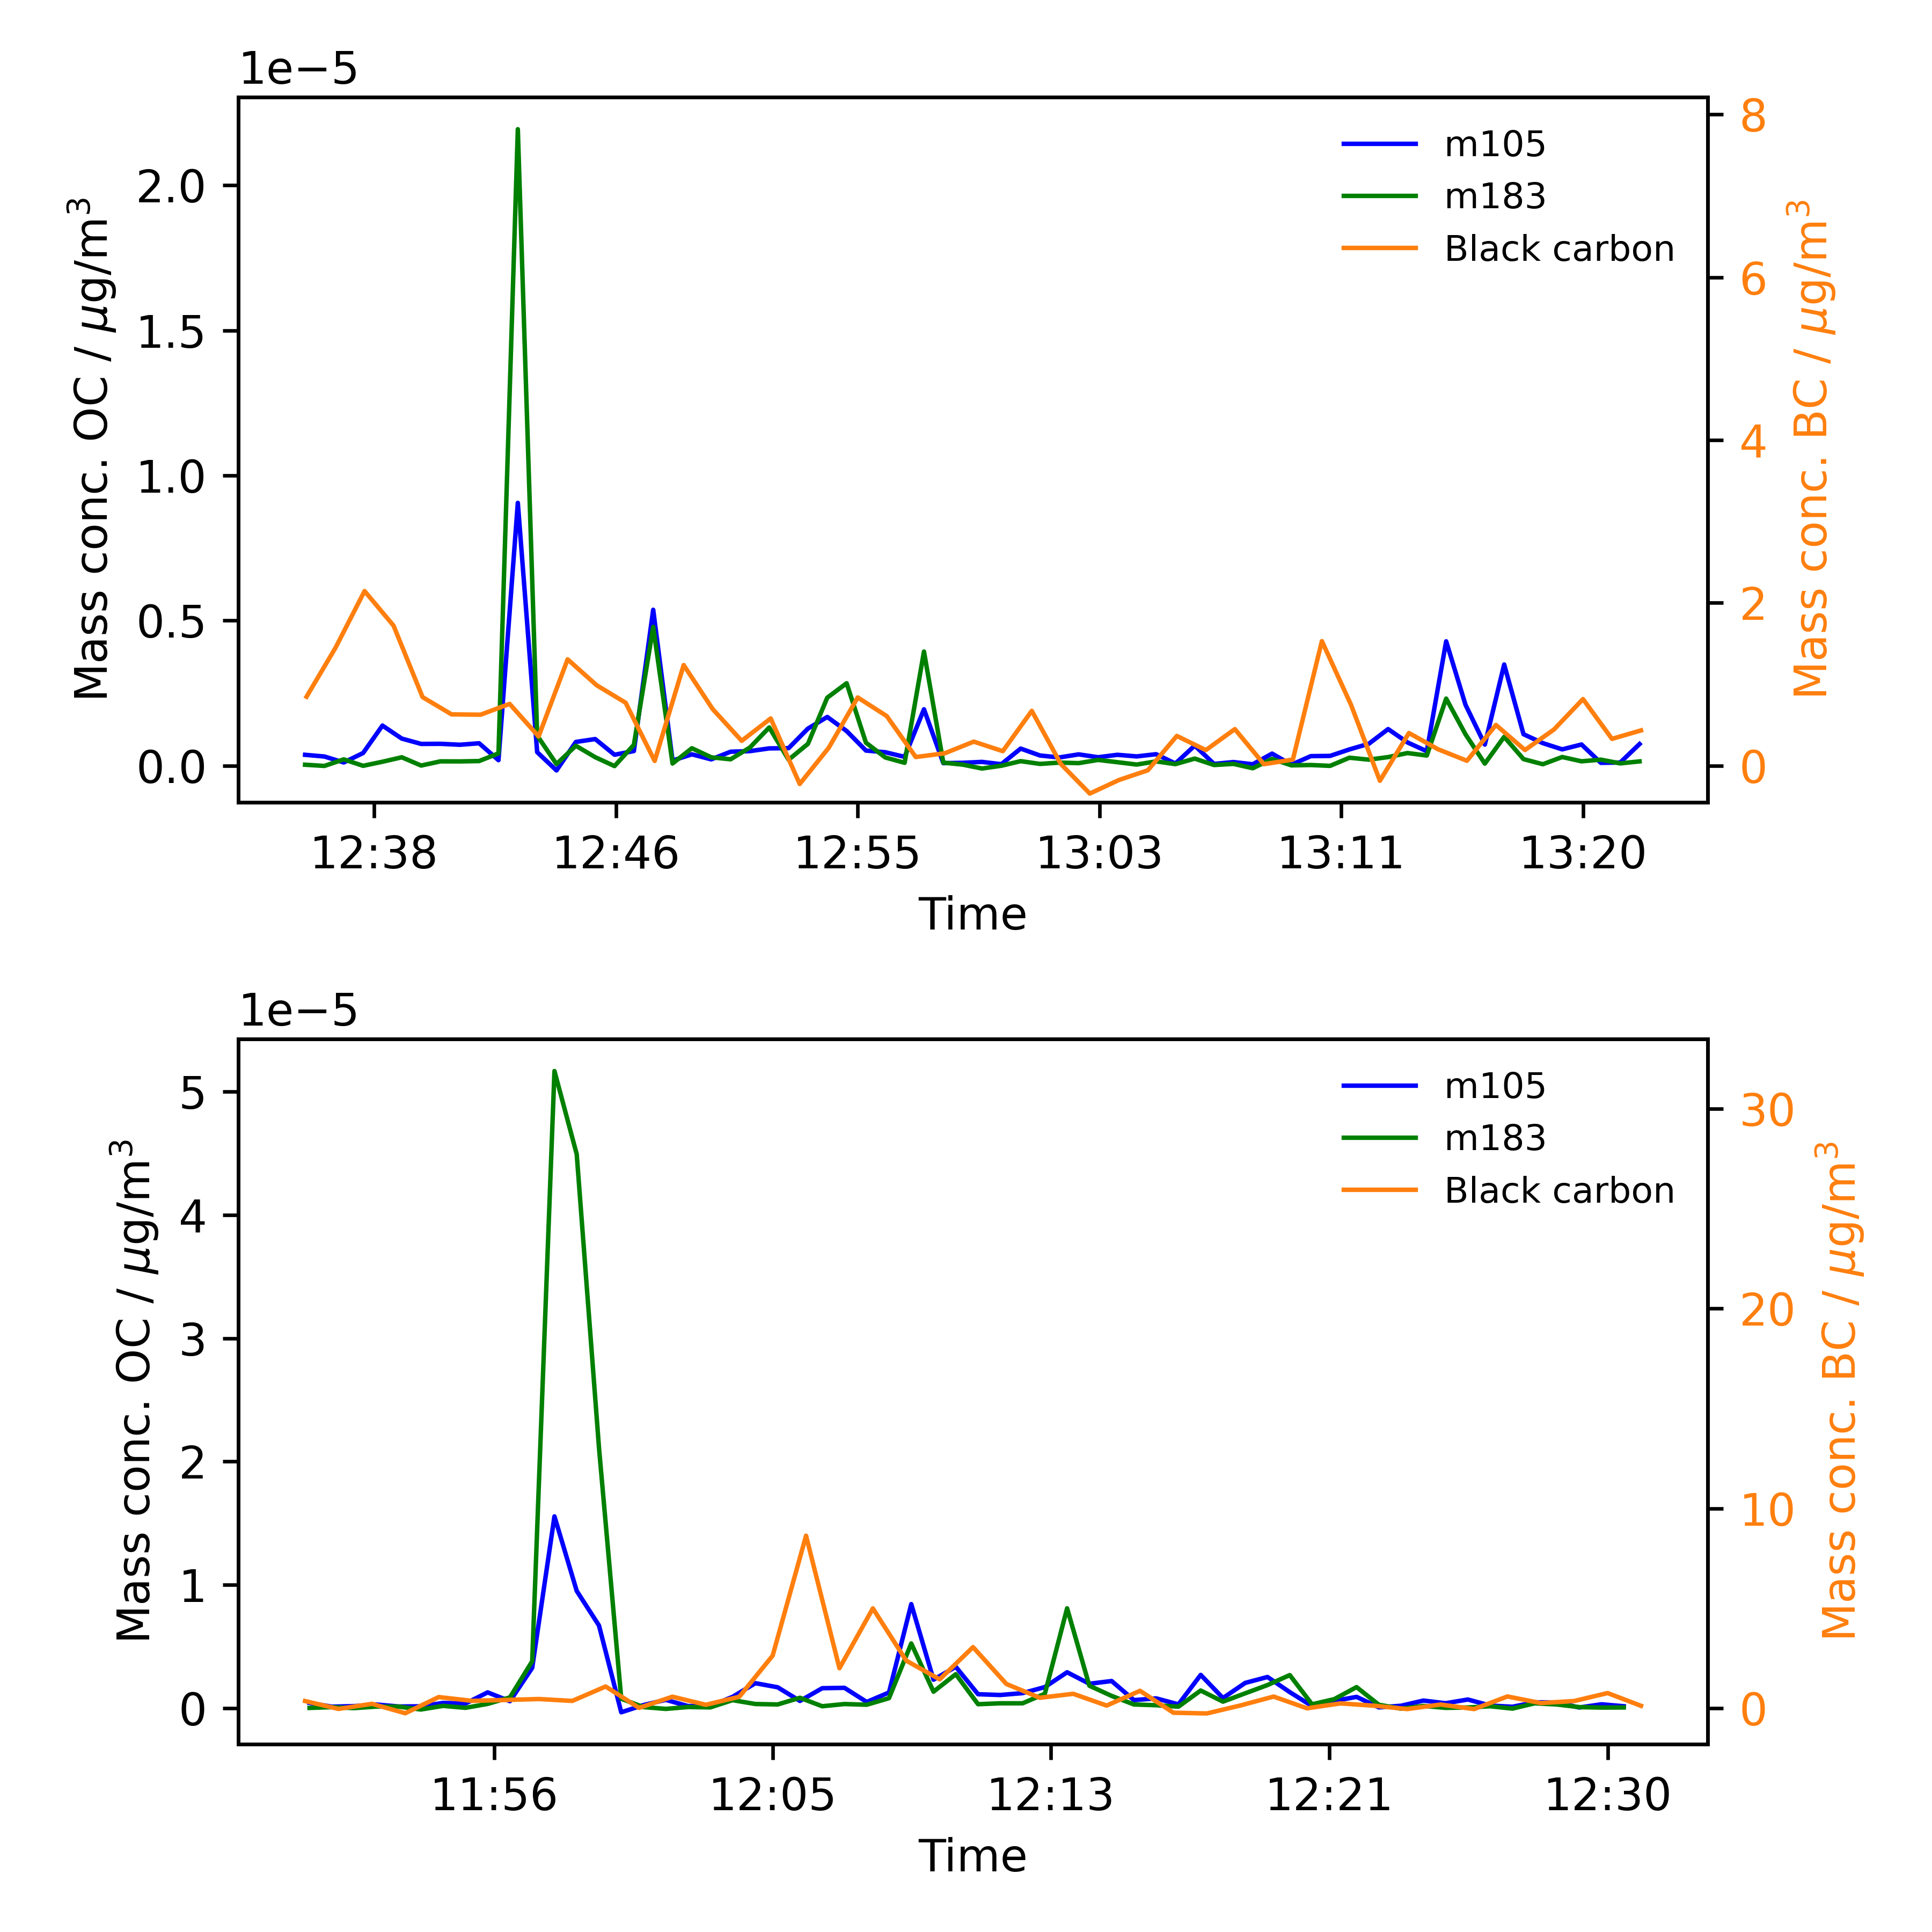 1e−5
Mass conc. OC / μg/m³
2.0
1.5
1.0
0.5
0.0
m105
m183
Black carbon
8
6
4
2
0
Mass conc. BC / μg/m³
12:38 12:46 12:55 13:03 13:11 13:20
Time
1e−5
Mass conc. OC / μg/m³
5
4
3
2
1
0
m105
m183
Black carbon
30
20
10
0
Mass conc. BC / μg/m³
11:56 12:05 12:13 12:21 12:30
Time